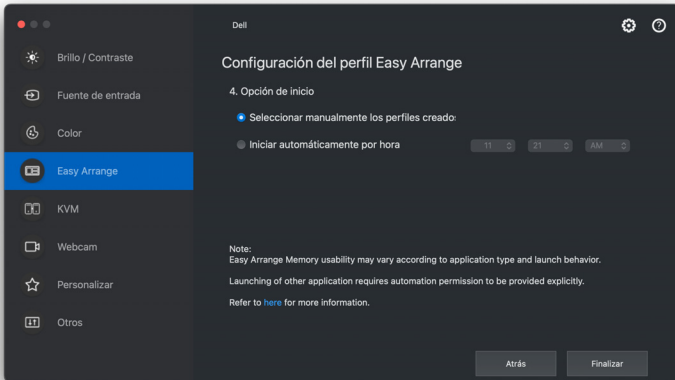 Dell
Brillo / Contraste
Fuente de entrada
Color
Easy Arrange
KVM
Webcam
Personalizar
Otros
Configuración del perfil Easy Arrange
4. Opción de inicio
Seleccionar manualmente los perfiles creado:
Iniciar automáticamente por hora
11 21 AM
Note:
Easy Arrange Memory usability may vary according to application type and launch behavior.
Launching of other application requires automation permission to be provided explicitly.
Refer to here for more information.
Atrás
Finalizar